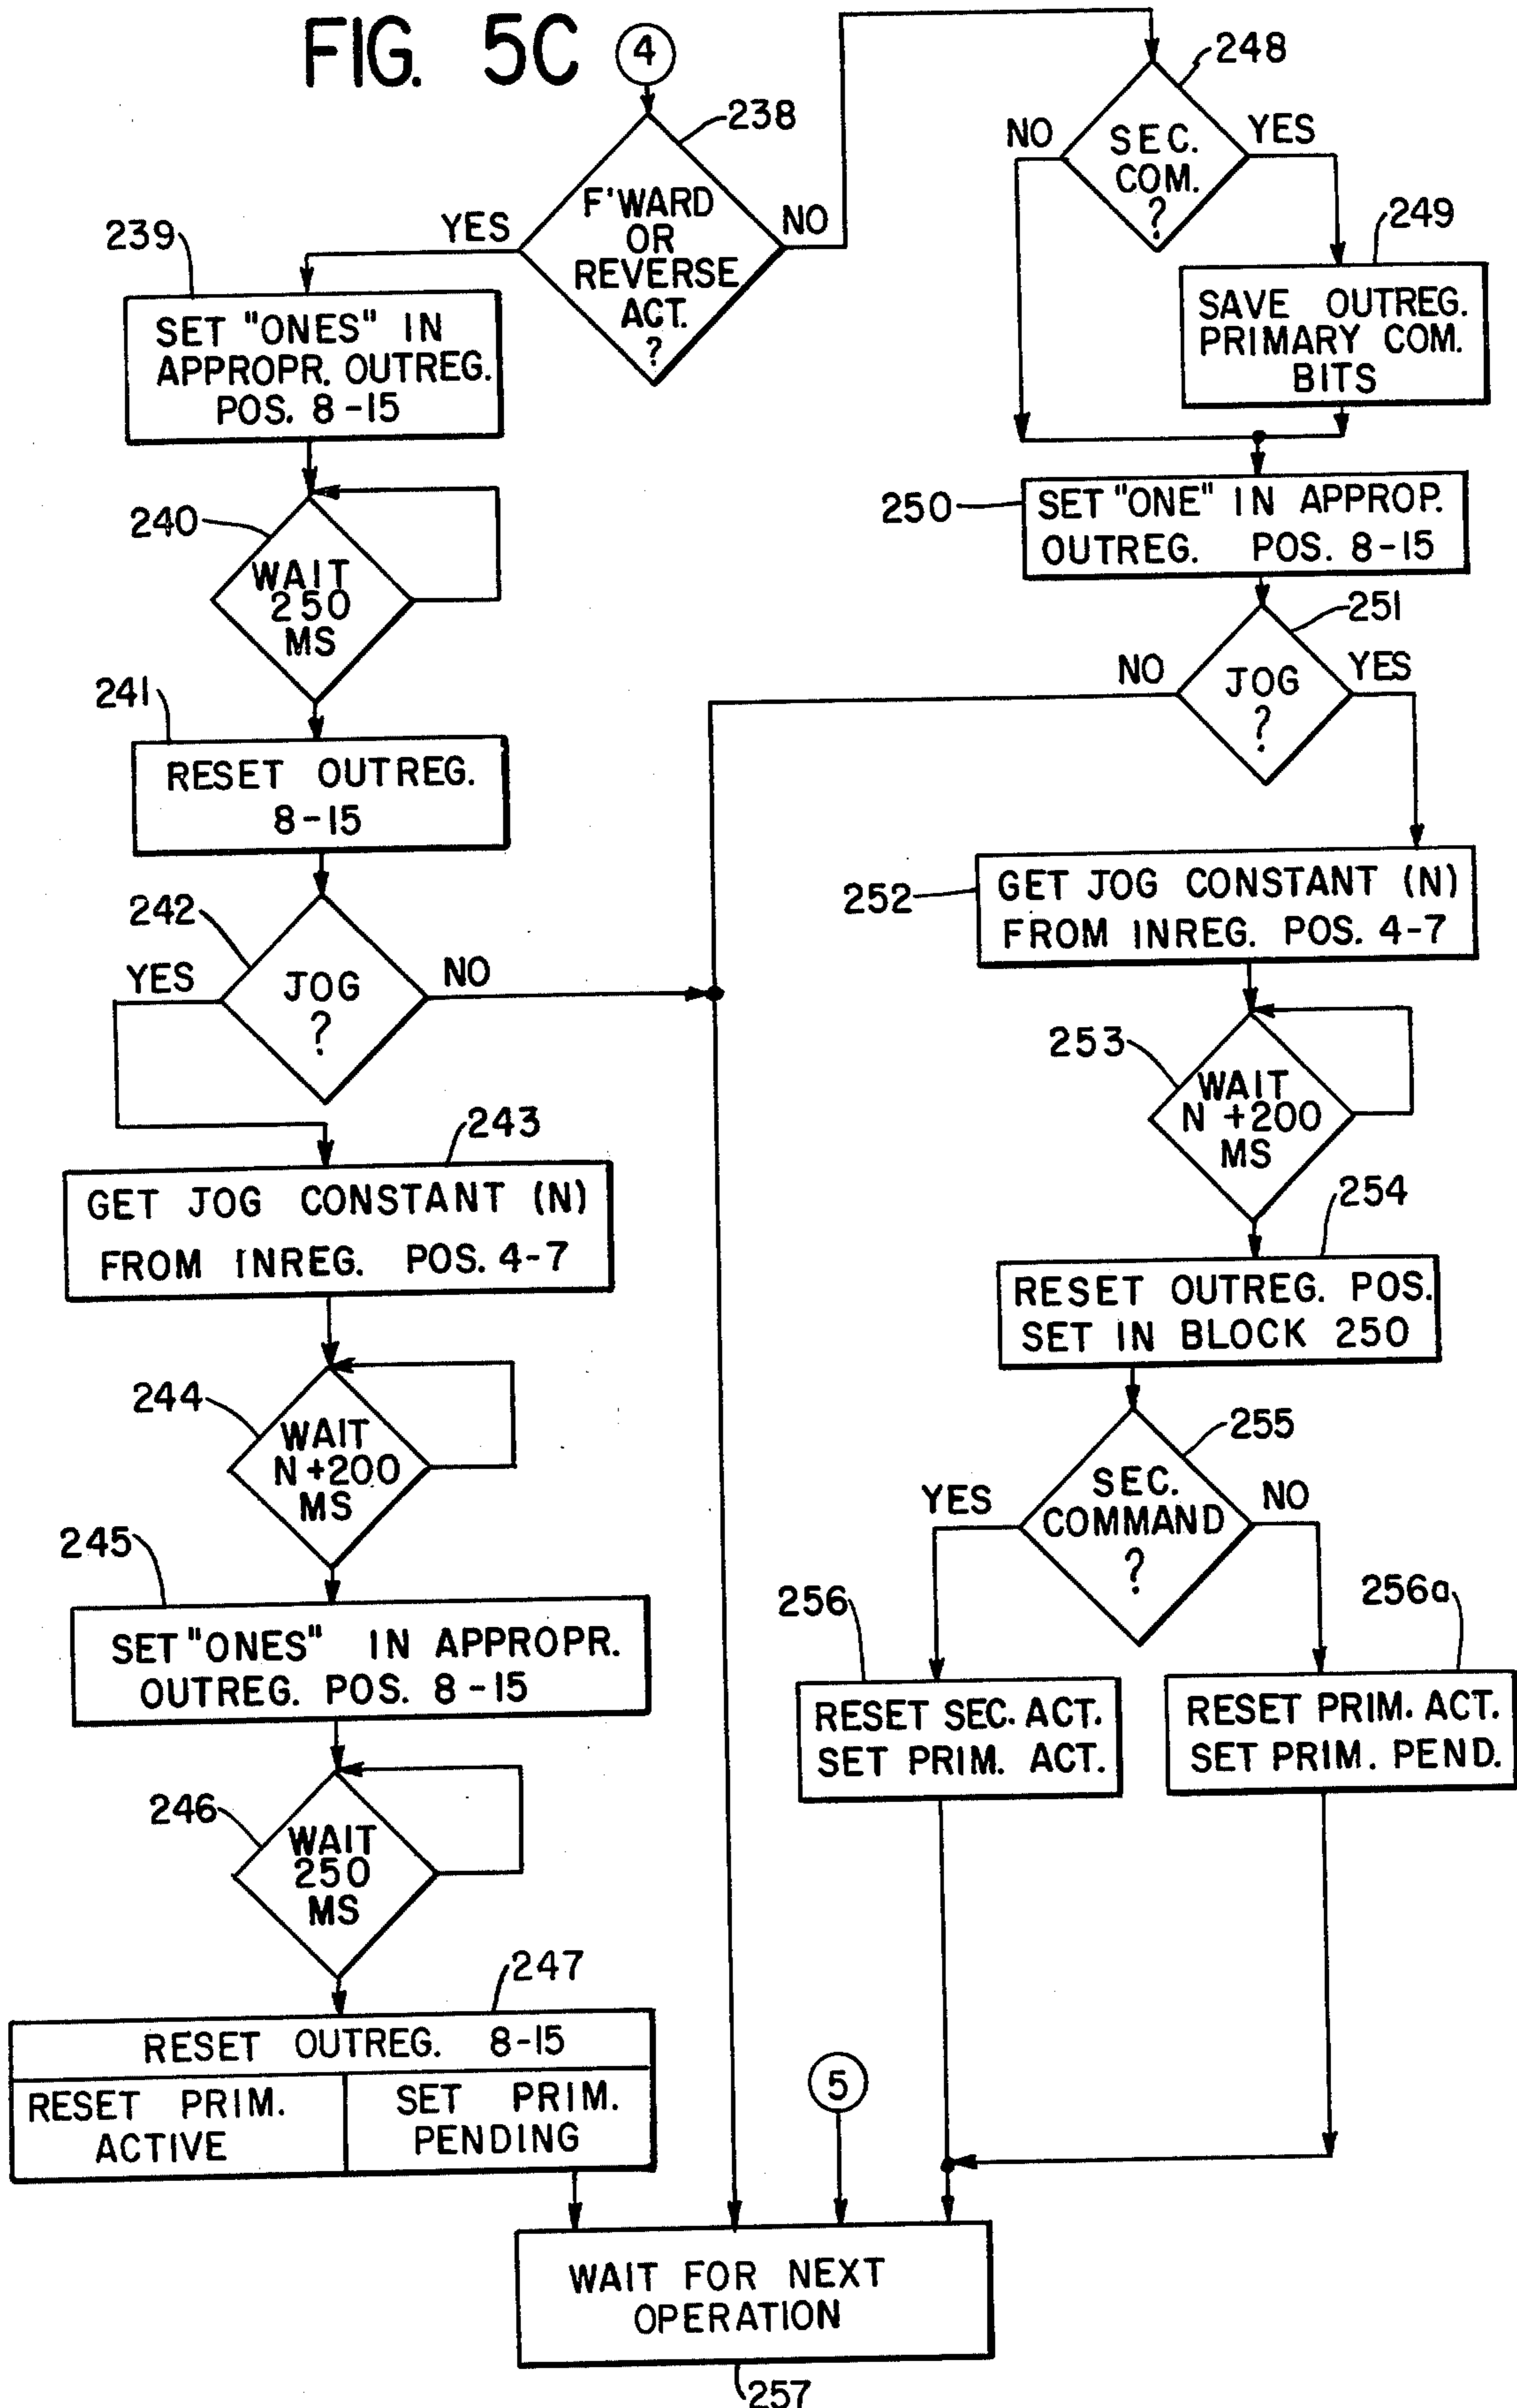 FIG. 5C
4
238
F'WARD
OR
REVERSE
ACT.
?
YES
NO
239
SET "ONES" IN
APPROPR. OUTREG.
POS. 8-15
240
WAIT
250
MS
241
RESET OUTREG.
8-15
242
JOG
?
YES
NO
243
GET JOG CONSTANT (N)
FROM INREG. POS. 4-7
244
WAIT
N+200
MS
245
SET "ONES" IN APPROPR.
OUTREG. POS. 8-15
246
WAIT
250
MS
247
RESET OUTREG. 8-15
RESET PRIM.
ACTIVE
SET PRIM.
PENDING
248
SEC.
COM.
?
NO
YES
249
SAVE OUTREG.
PRIMARY COM.
BITS
250
SET "ONE" IN APPROP.
OUTREG. POS. 8-15
251
JOG
?
NO
YES
252
GET JOG CONSTANT (N)
FROM INREG. POS. 4-7
253
WAIT
N +200
MS
254
RESET OUTREG. POS.
SET IN BLOCK 250
255
SEC.
COMMAND
?
YES
NO
256
RESET SEC. ACT.
SET PRIM. ACT.
256a
RESET PRIM. ACT.
SET PRIM. PEND.
5
WAIT FOR NEXT
OPERATION
257